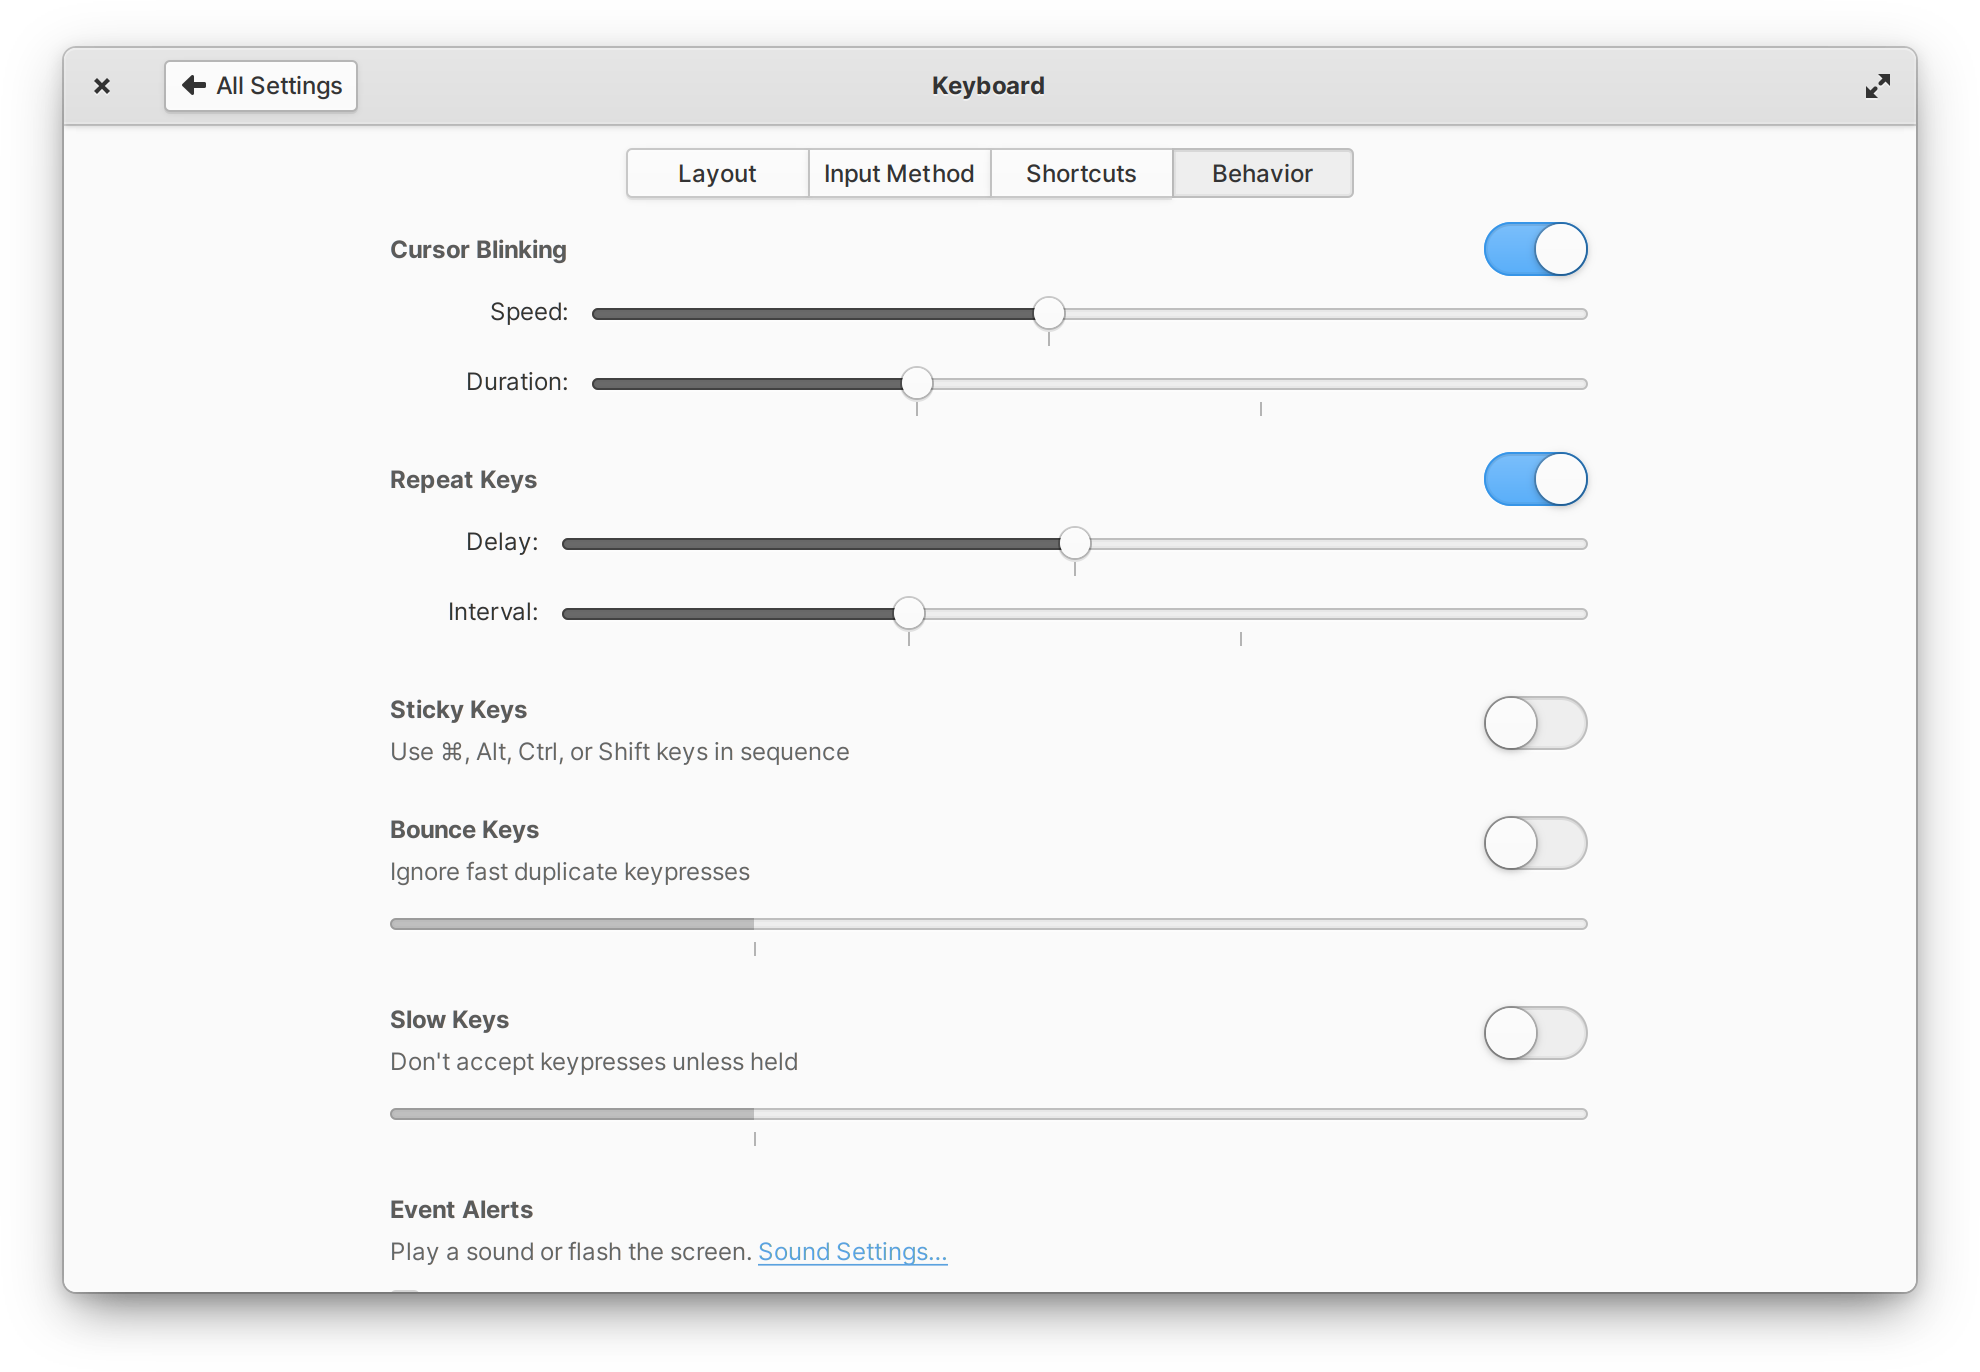 All Settings
Keyboard
Layout
Input Method
Shortcuts
Behavior
Cursor Blinking
Speed:
Duration:
Repeat Keys
Delay:
Interval:
Sticky Keys
Use ⌘, Alt, Ctrl, or Shift keys in sequence
Bounce Keys
Ignore fast duplicate keypresses
Slow Keys
Don't accept keypresses unless held
Event Alerts
Play a sound or flash the screen. Sound Settings...